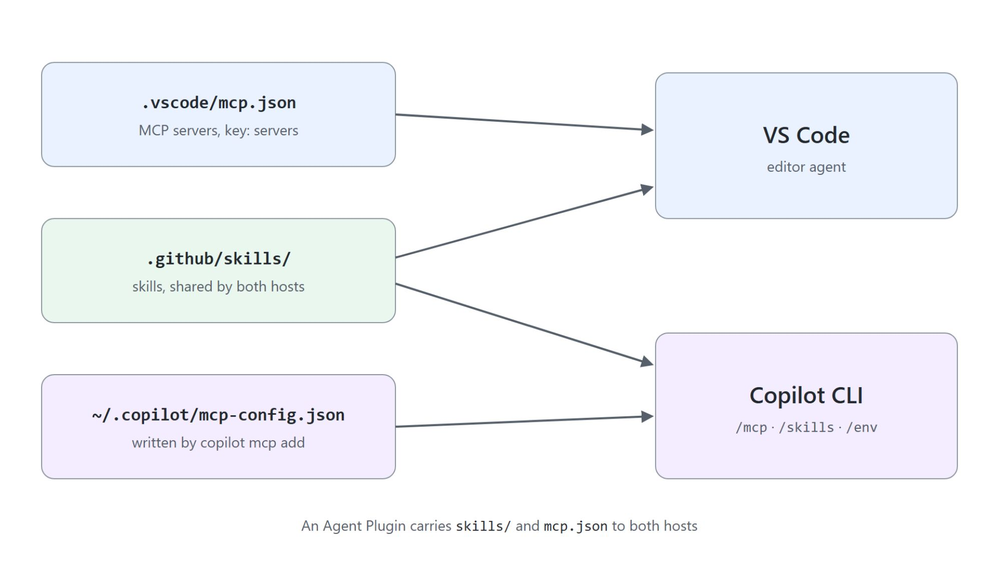 .vscode/mcp.json
MCP servers, key: servers
.github/skills/
skills, shared by both hosts
~/.copilot/mcp-config.json
written by copilot mcp add
VS Code
editor agent
Copilot CLI
/mcp · /skills · /env
An Agent Plugin carries skills/ and mcp.json to both hosts